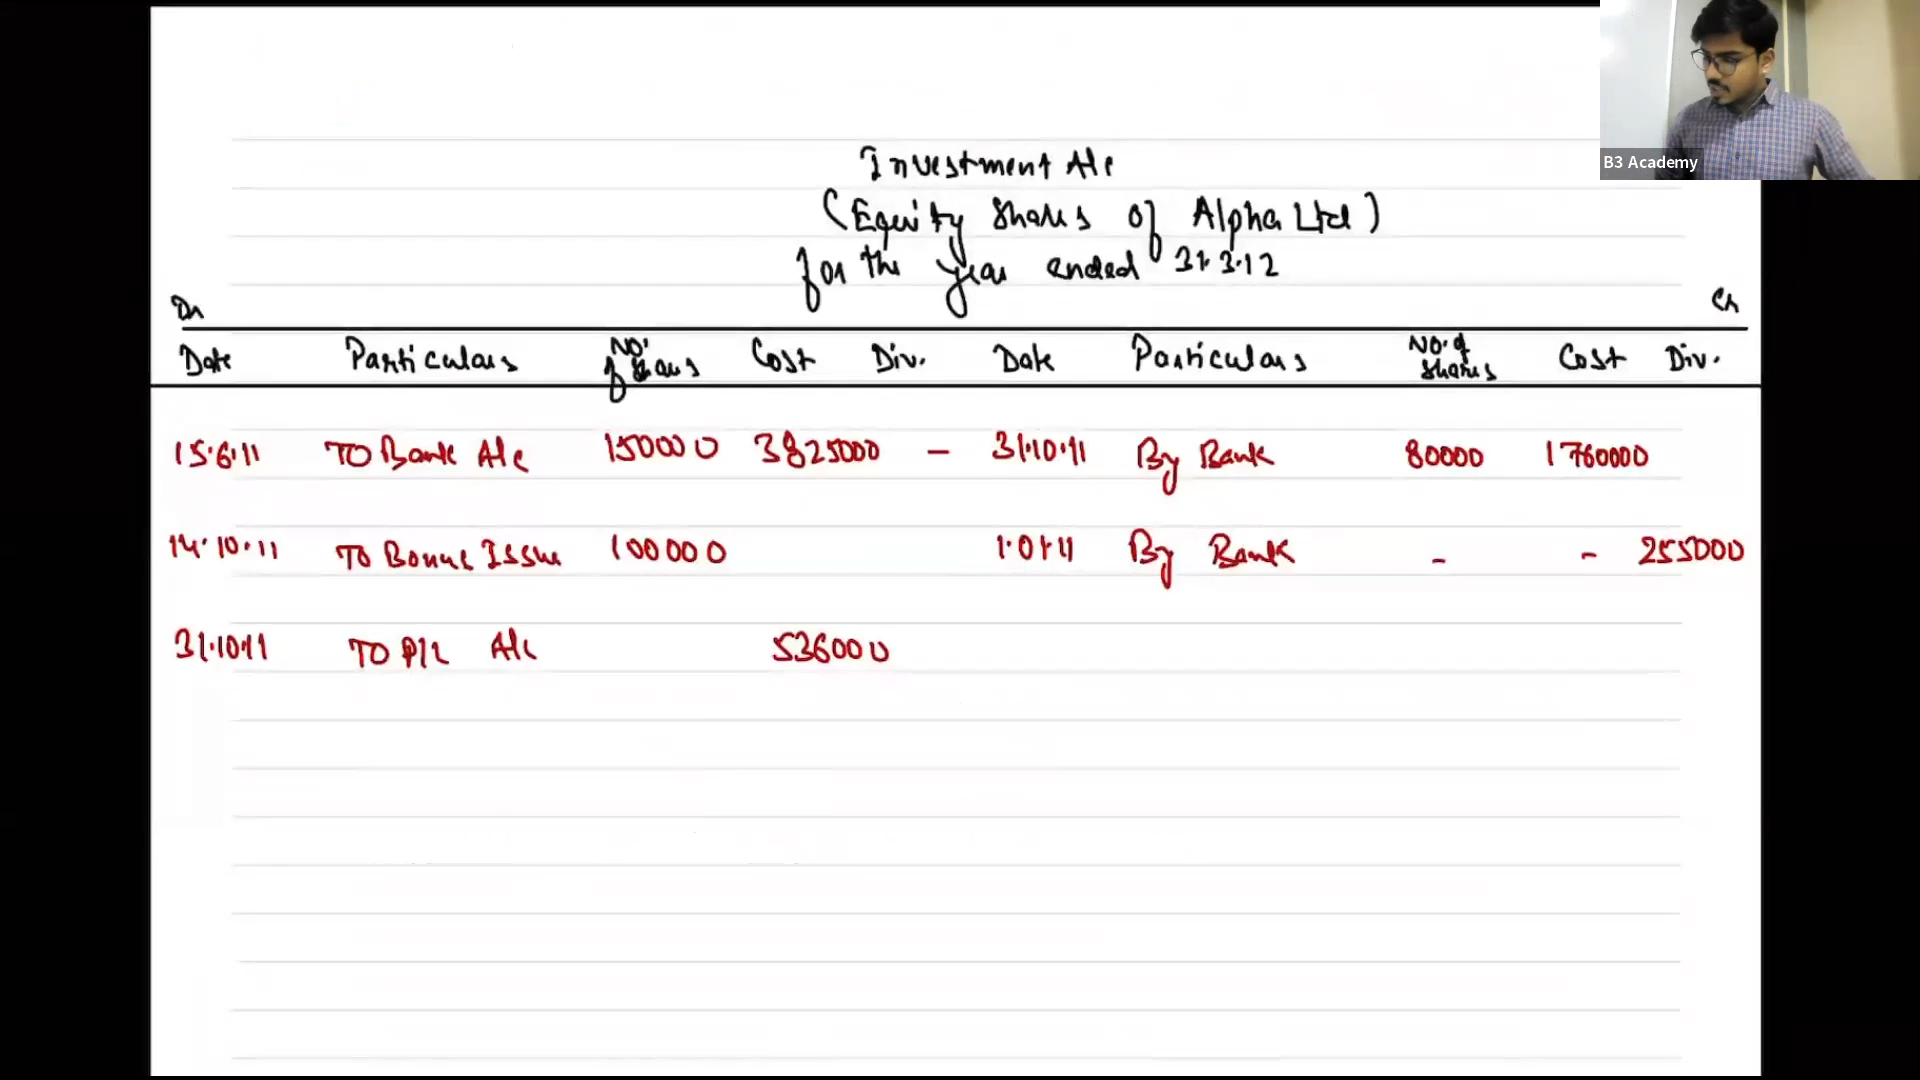 B3 Academy
Investment A/c
(Equity Shares of Alpha Ltd)
for the year ended 31.3.12
Dr Cr
Date Particulars No. of Shares Cost Div. Date Particulars No. of Shares Cost Div.
15.6.11 TO Bank A/c 150000 3825000 - 31.10.11 By Bank 80000 1760000
14.10.11 TO Bonus Issue 100000 1.01.11 By Bank - - 255000
31.10.11 TO P/L A/c 536000